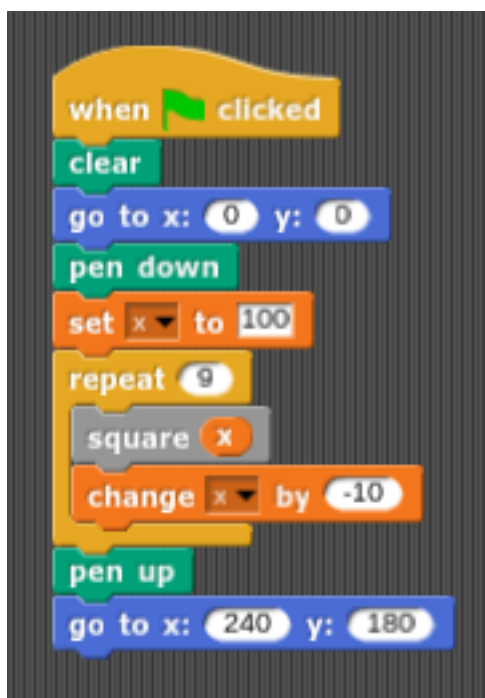 when clicked
clear
go to x: 0 y: 0
pen down
set x to 100
repeat 9
square x
change x by -10
pen up
go to x: 240 y: 180